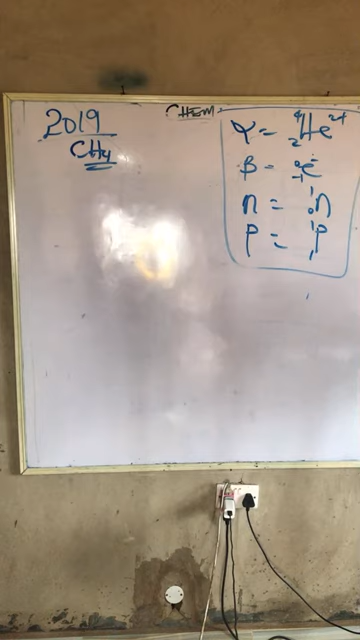 2019
CHEM
CH4
α = ⁴₂He²⁺
β = ⁰₋₁e⁻
n = ¹₀n
P = ¹₁P